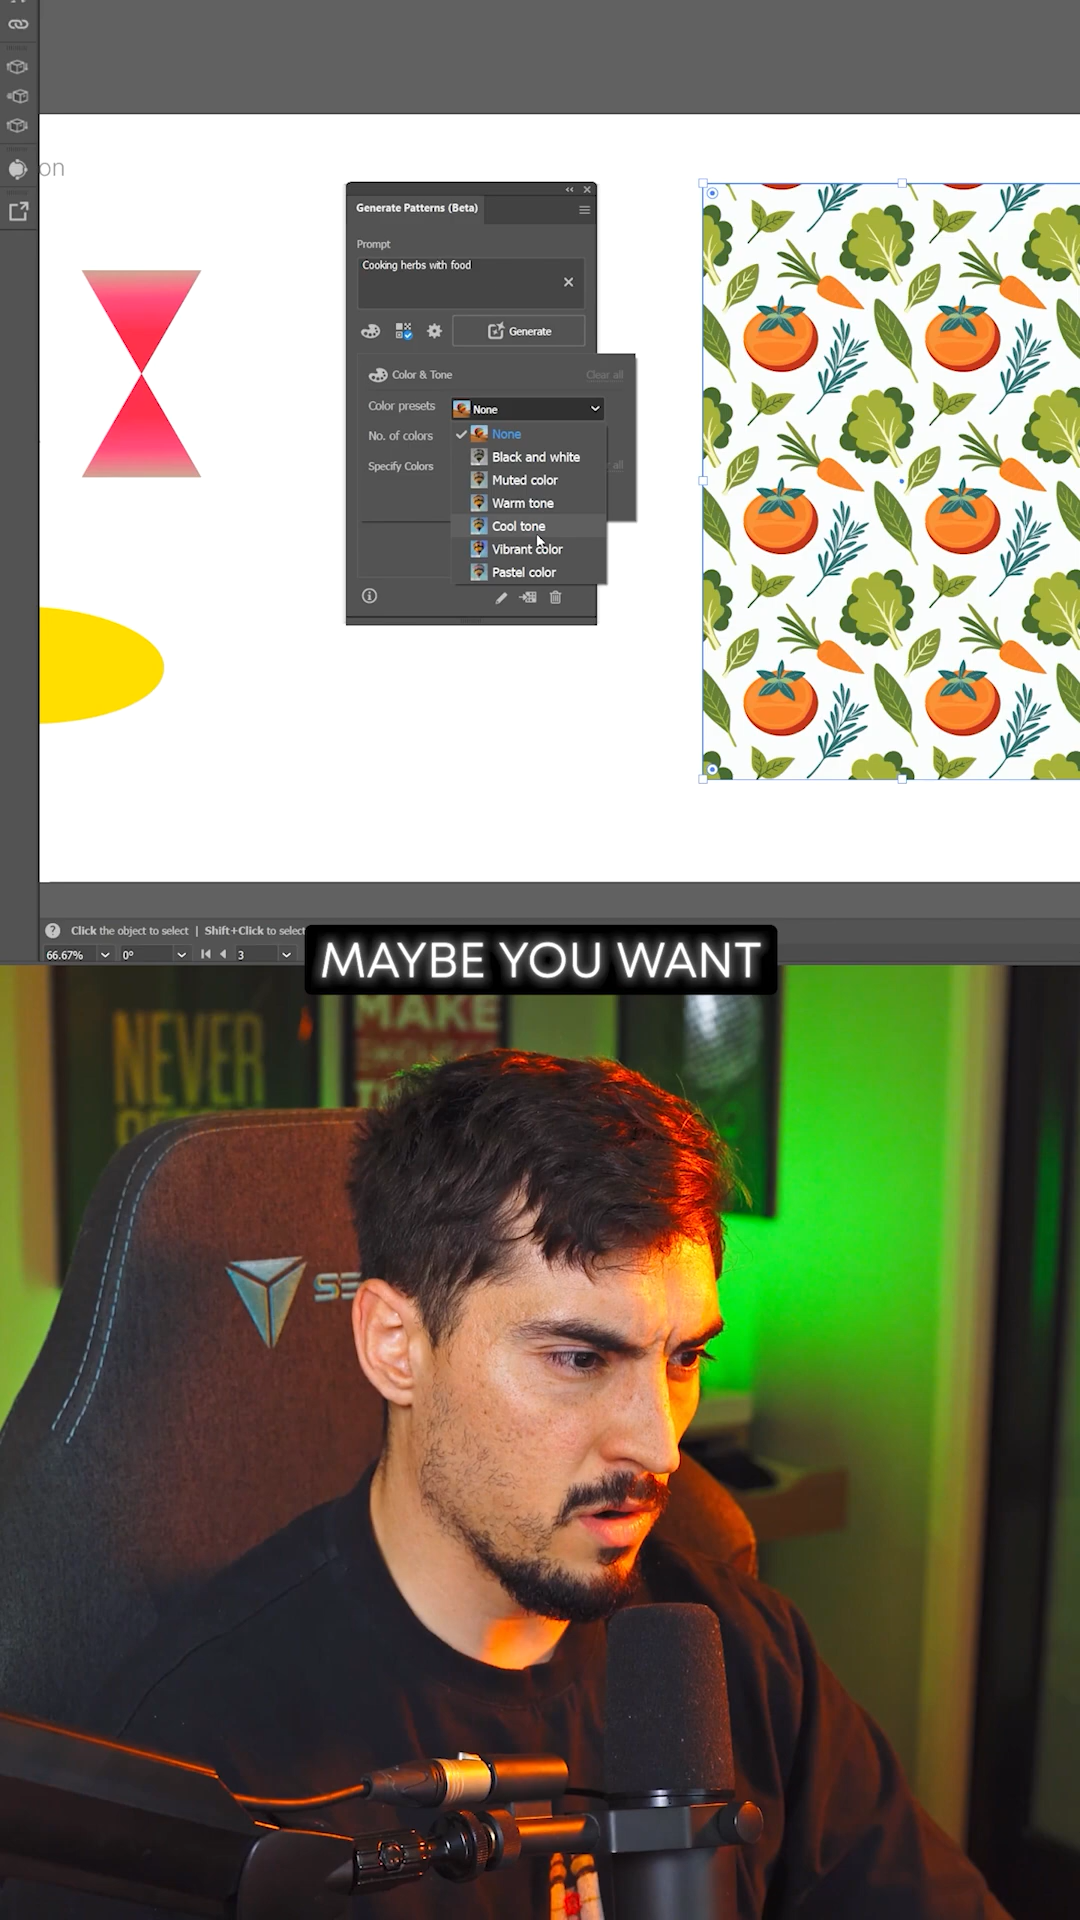 on
Generate Patterns (Beta)
Prompt
Cooking herbs with food
Generate
Color & Tone
Clear all
Color presets
None
No. of colors
None
Black and white
Specify Colors
all
Muted color
Warm tone
Cool tone
Vibrant color
Pastel color
Click the object to select | Shift+Click to select
66.67%
0°
3
MAYBE YOU WANT
NEVER
MAKE
SE